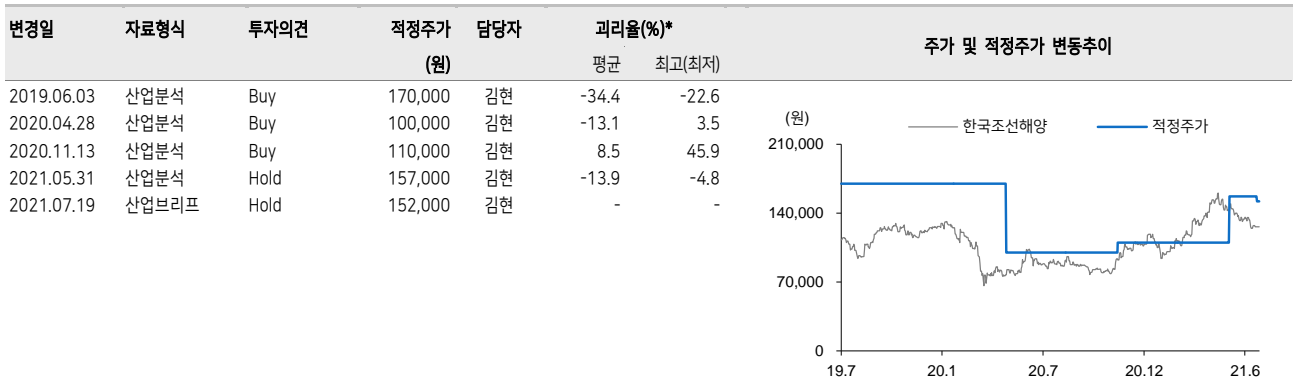 변경일 자료형식 투자의견 적정주가 담당자 괴리율(%)*
(원) 평균 최고(최저)
2019.06.03 산업분석 Buy 170,000 김현 -34.4 -22.6
2020.04.28 산업분석 Buy 100,000 김현 -13.1 3.5
2020.11.13 산업분석 Buy 110,000 김현 8.5 45.9
2021.05.31 산업분석 Hold 157,000 김현 -13.9 -4.8
2021.07.19 산업브리프 Hold 152,000 김현 - -
주가 및 적정주가 변동추이
(원) 한국조선해양 적정주가
210,000
140,000
70,000
0
19.7 20.1 20.7 20.12 21.6